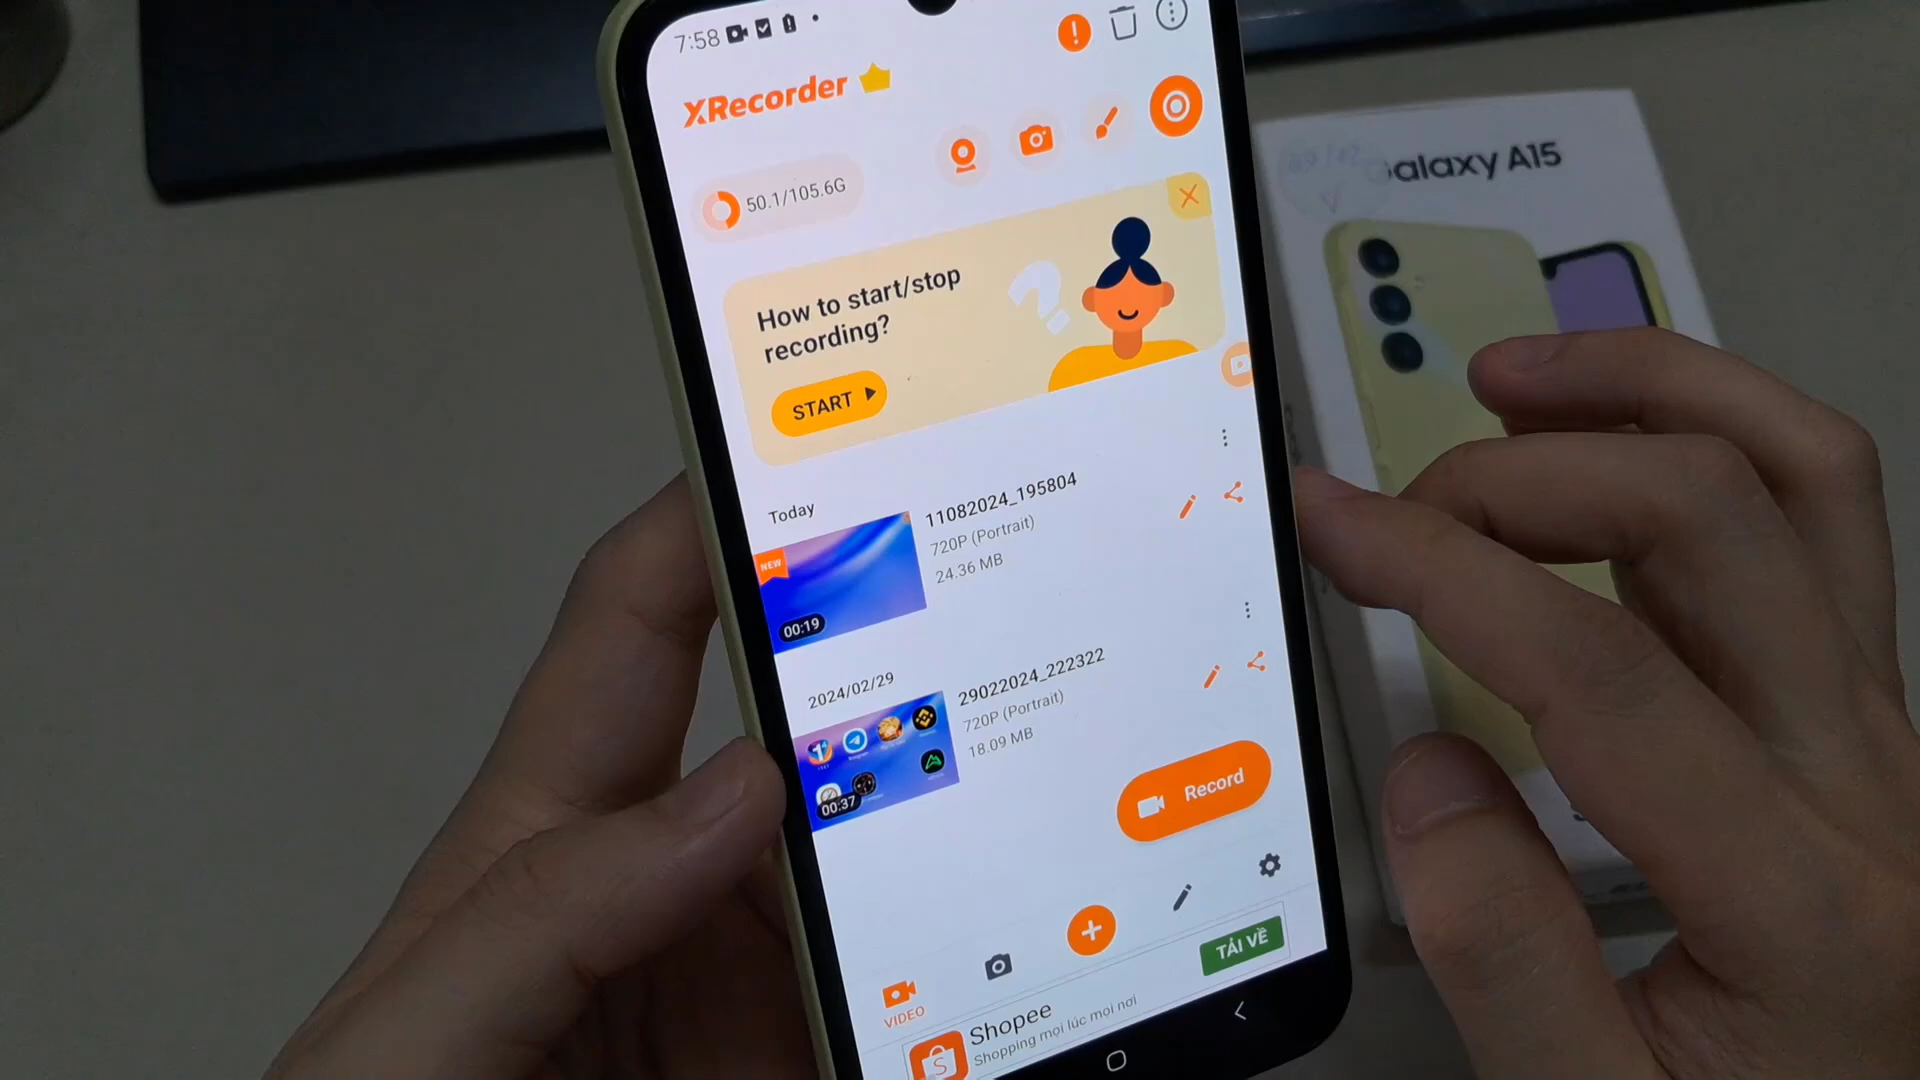 7:58
XRecorder
50.1/105.6G
How to start/stop
recording?
START
Today
NEW
00:19
11082024_195804
720P (Portrait)
24.36 MB
2024/02/29
00:37
29022024_222322
720P (Portrait)
18.09 MB
Record
VIDEO
Shopee
Shopping mọi lúc mọi nơi
TẢI VỀ
Galaxy A15